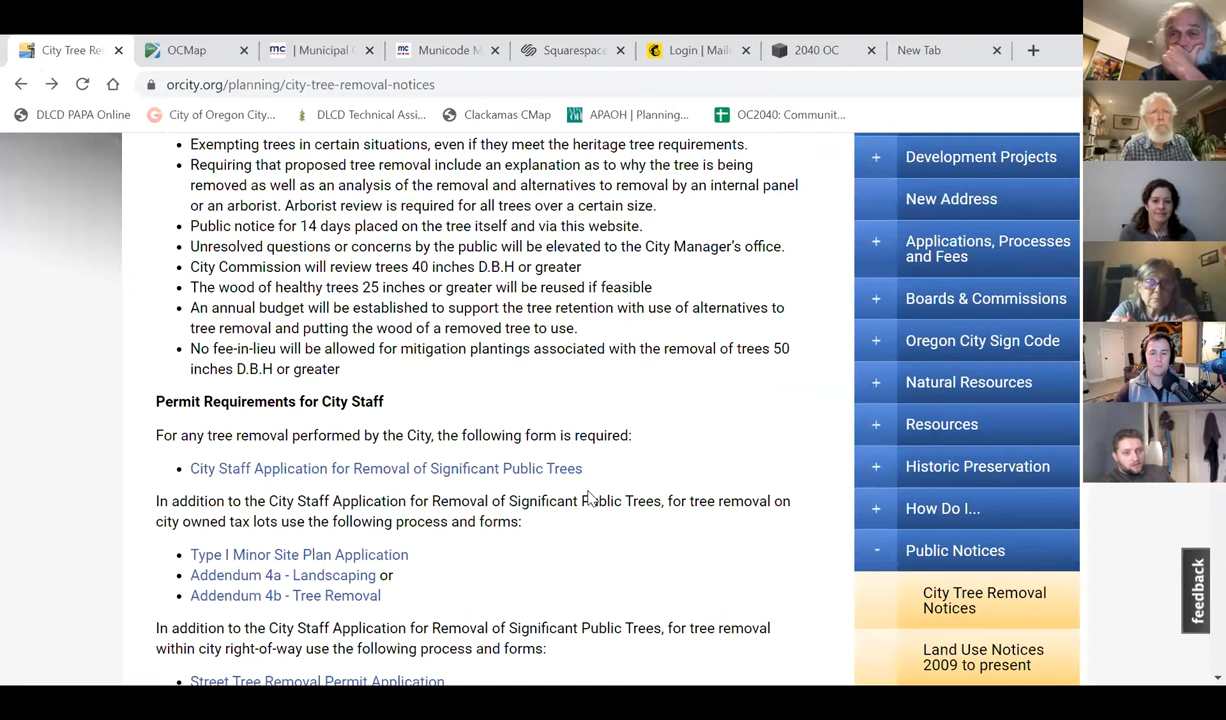 City Tree Re
OCMap
Municipal
Munic​ode M
Squarespace
Login | Mail
2040 OC
New Tab
orcity.org/planning/city-tree-removal-notices
DLCD PAPA Online
City of Oregon City...
DLCD Technical Assi...
Clackamas CMap
APAOH | Planning...
OC2040: Communit...
Exempting trees in certain situations, even if they meet the heritage tree requirements.
Requiring that proposed tree removal include an explanation as to why the tree is being
removed as well as an analysis of the removal and alternatives to removal by an internal panel
or an arborist. Arborist review is required for all trees over a certain size.
Public notice for 14 days placed on the tree itself and via this website.
Unresolved questions or concerns by the public will be elevated to the City Manager's office.
City Commission will review trees 40 inches D.B.H or greater
The wood of healthy trees 25 inches or greater will be reused if feasible
An annual budget will be established to support the tree retention with use of alternatives to
tree removal and putting the wood of a removed tree to use.
No fee-in-lieu will be allowed for mitigation plantings associated with the removal of trees 50
inches D.B.H or greater
Permit Requirements for City Staff
For any tree removal performed by the City, the following form is required:
City Staff Application for Removal of Significant Public Trees
In addition to the City Staff Application for Removal of Significant Public Trees, for tree removal on
city owned tax lots use the following process and forms:
Type I Minor Site Plan Application
Addendum 4a - Landscaping or
Addendum 4b - Tree Removal
In addition to the City Staff Application for Removal of Significant Public Trees, for tree removal
within city right-of-way use the following process and forms:
Street Tree Removal Permit Application
Development Projects
New Address
Applications, Processes
and Fees
Boards & Commissions
Oregon City Sign Code
Natural Resources
Resources
Historic Preservation
How Do I...
Public Notices
City Tree Removal
Notices
Land Use Notices
2009 to present
feedback